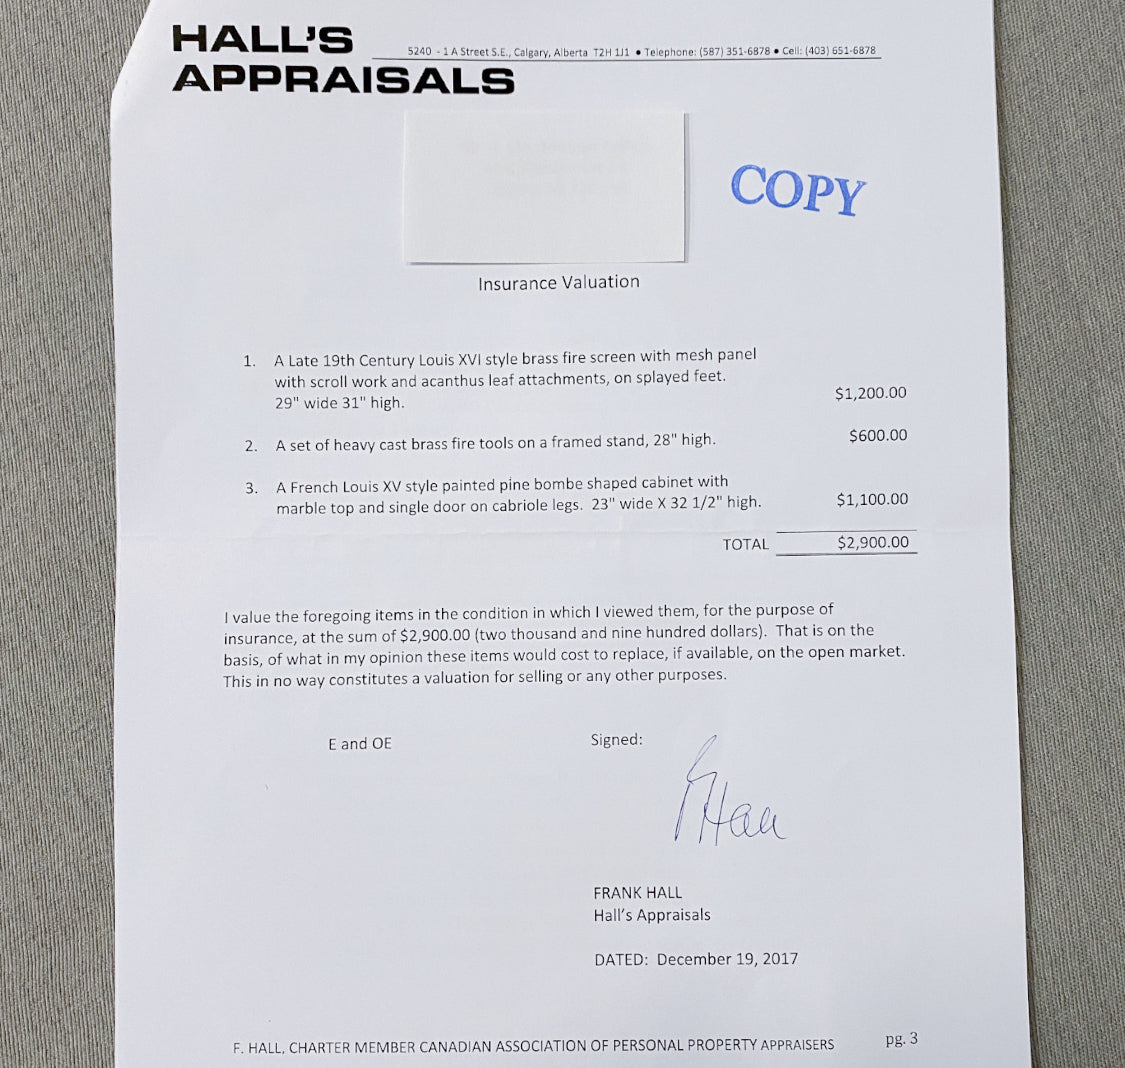 HALL'S
APPRAISALS
5240 - 1 A Street S.E., Calgary, Alberta T2H 1J1 ● Telephone: (587) 351-6878 ● Cell: (403) 651-6878
COPY
Insurance Valuation
1. A Late 19th Century Louis XVI style brass fire screen with mesh panel
with scroll work and acanthus leaf attachments, on splayed feet.
29" wide 31" high. $1,200.00
2. A set of heavy cast brass fire tools on a framed stand, 28" high. $600.00
3. A French Louis XV style painted pine bombe shaped cabinet with
marble top and single door on cabriole legs. 23" wide X 32 1/2" high. $1,100.00
TOTAL $2,900.00
I value the foregoing items in the condition in which I viewed them, for the purpose of
insurance, at the sum of $2,900.00 (two thousand and nine hundred dollars). That is on the
basis, of what in my opinion these items would cost to replace, if available, on the open market.
This in no way constitutes a valuation for selling or any other purposes.
E and OE Signed:
FRANK HALL
Hall's Appraisals
DATED: December 19, 2017
F. HALL, CHARTER MEMBER CANADIAN ASSOCIATION OF PERSONAL PROPERTY APPRAISERS pg. 3